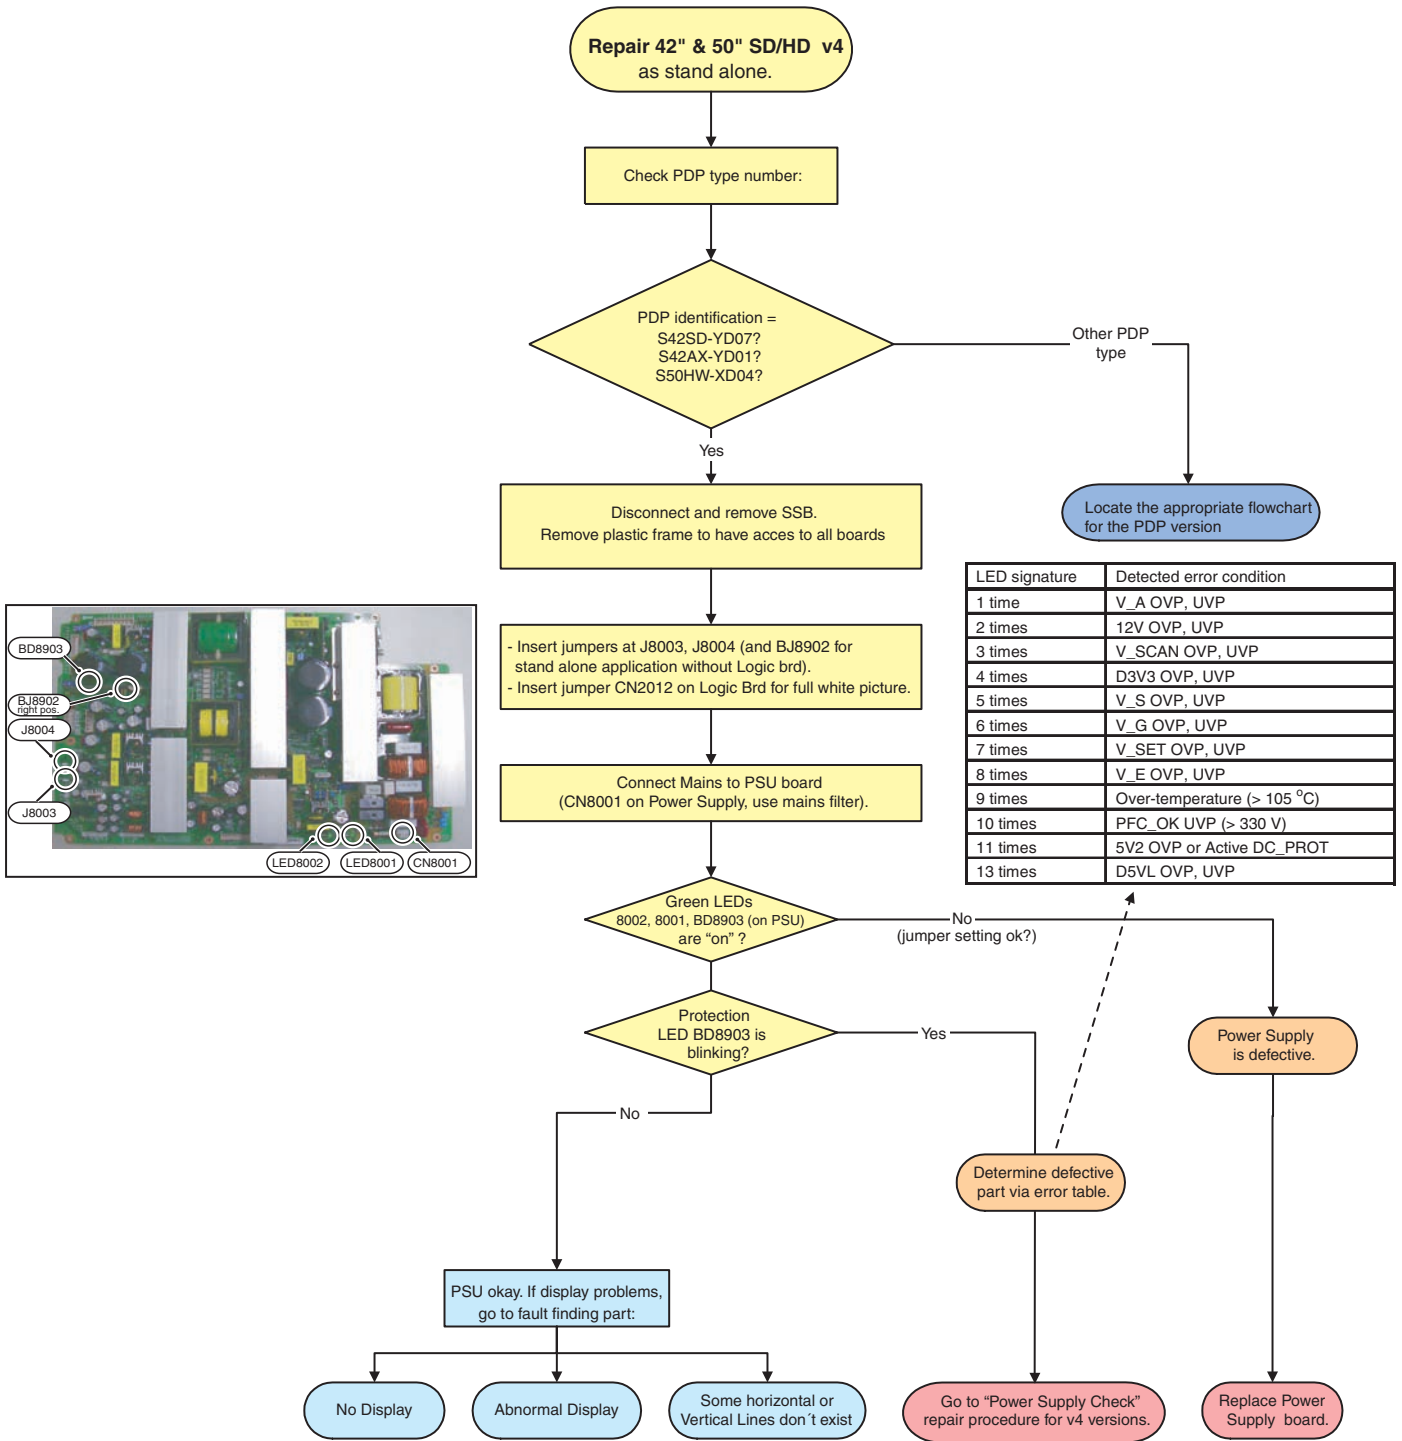 Repair 42" & 50" SD/HD v4
as stand alone.
Check PDP type number:
PDP identification =
S42SD-YD07?
S42AX-YD01?
S50HW-XD04?
Other PDP
type
Yes
Locate the appropriate flowchart
for the PDP version
Disconnect and remove SSB.
Remove plastic frame to have acces to all boards
- Insert jumpers at J8003, J8004 (and BJ8902 for
stand alone application without Logic brd).
- Insert jumper CN2012 on Logic Brd for full white picture.
Connect Mains to PSU board
(CN8001 on Power Supply, use mains filter).
BD8903
BJ8902
right pos.
J8004
J8003
LED8002
LED8001
CN8001
LED signature Detected error condition
1 time V_A OVP, UVP
2 times 12V OVP, UVP
3 times V_SCAN OVP, UVP
4 times D3V3 OVP, UVP
5 times V_S OVP, UVP
6 times V_G OVP, UVP
7 times V_SET OVP, UVP
8 times V_E OVP, UVP
9 times Over-temperature (> 105 °C)
10 times PFC_OK UVP (> 330 V)
11 times 5V2 OVP or Active DC_PROT
13 times D5VL OVP, UVP
Green LEDs
8002, 8001, BD8903 (on PSU)
are “on” ?
No
(jumper setting ok?)
Protection
LED BD8903 is
blinking?
Yes
Power Supply
is defective.
No
Determine defective
part via error table.
PSU okay. If display problems,
go to fault finding part:
No Display
Abnormal Display
Some horizontal or
Vertical Lines don´t exist
Go to “Power Supply Check”
repair procedure for v4 versions.
Replace Power
Supply board.